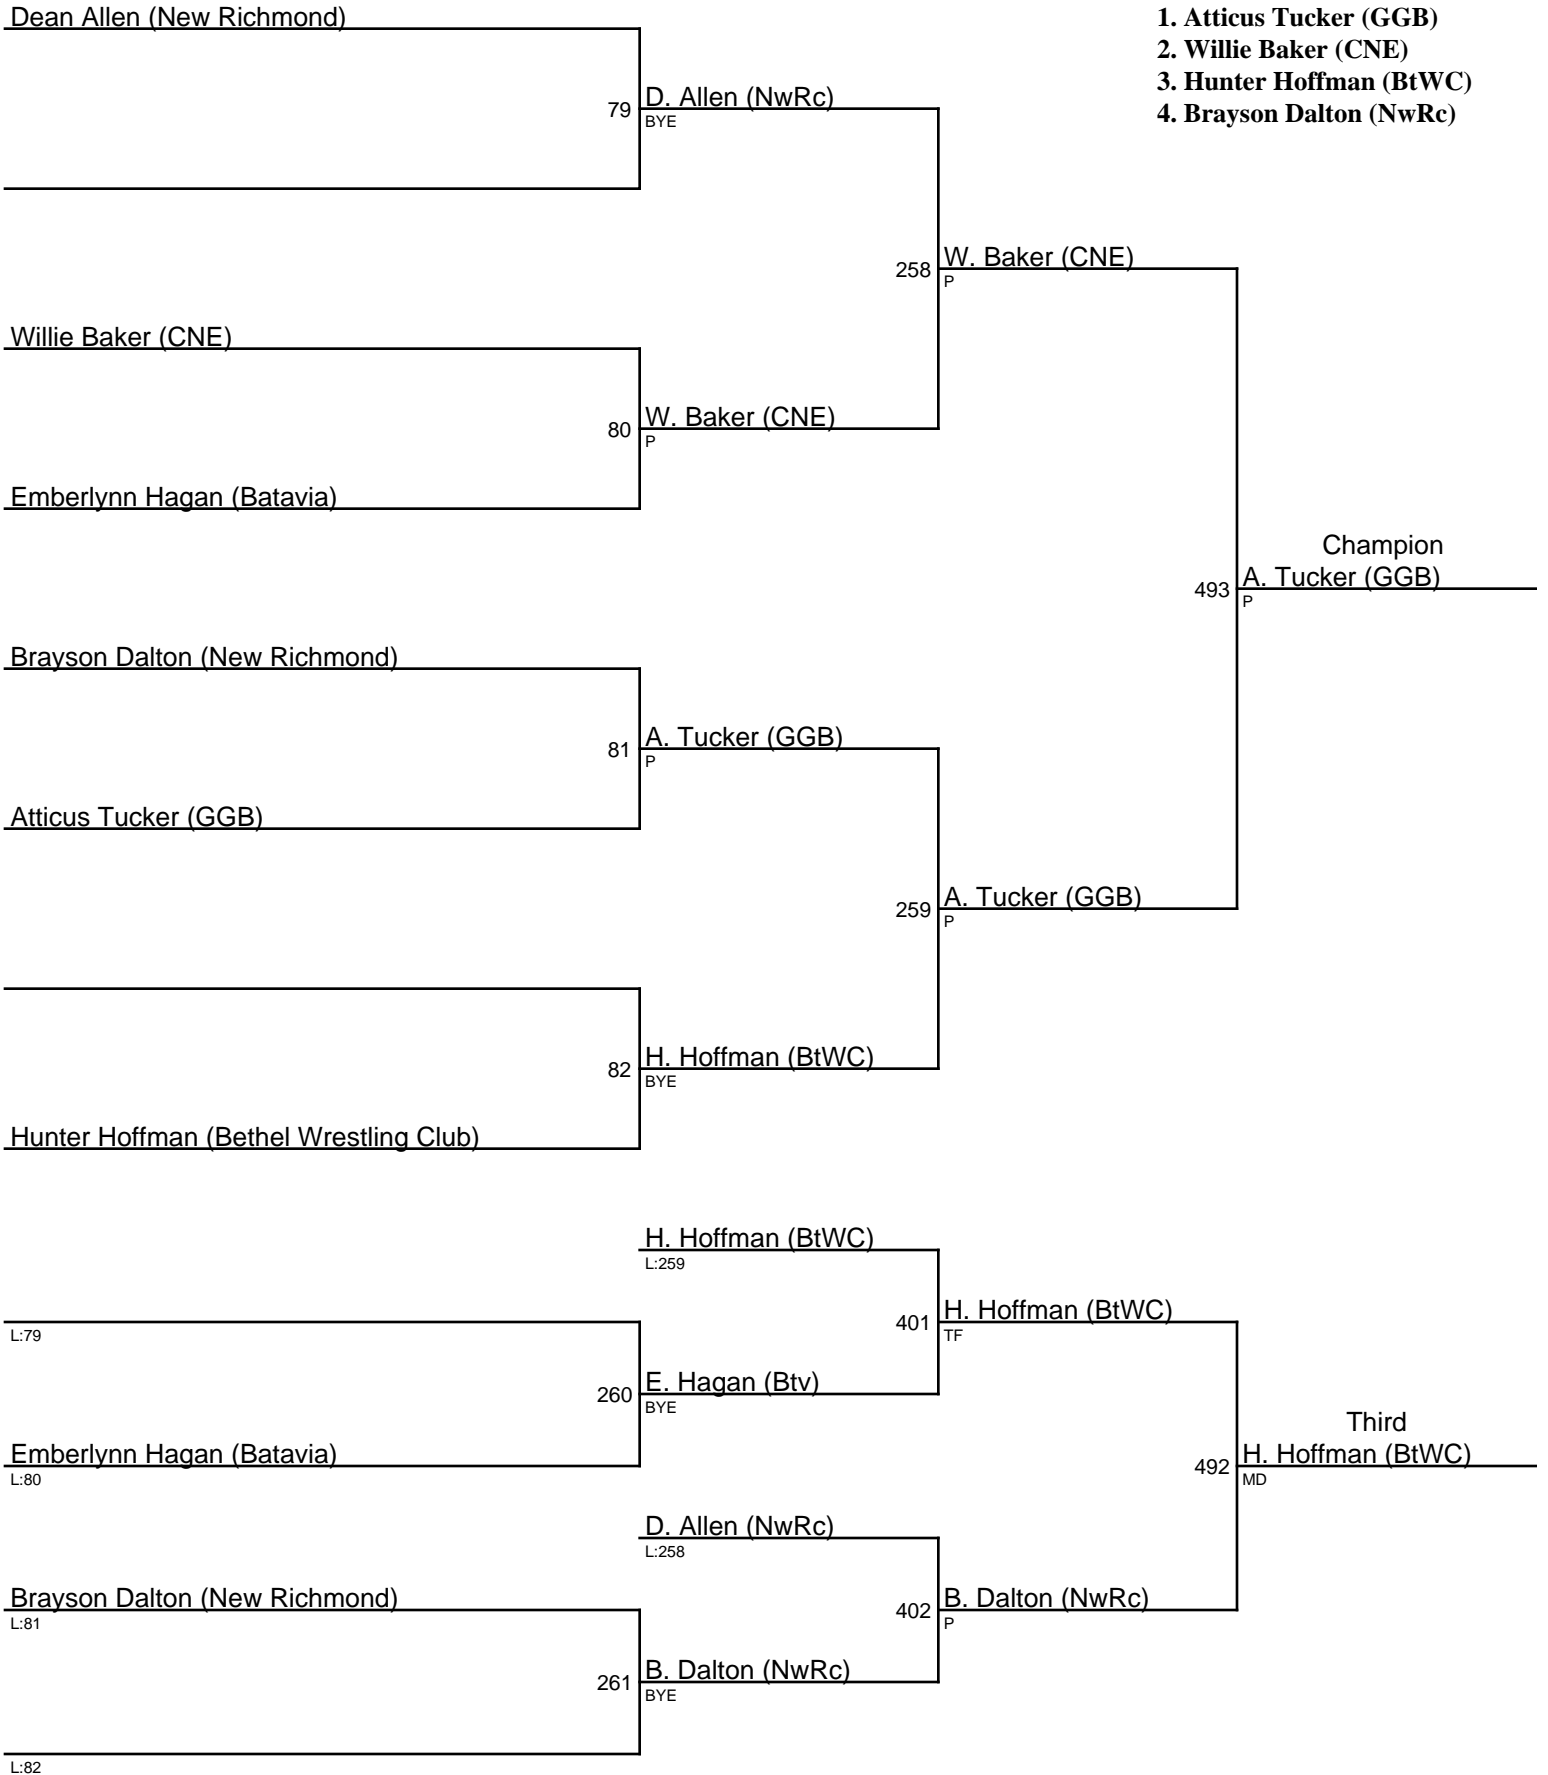 Dean Allen (New Richmond)
1. Atticus Tucker (GGB)
2. Willie Baker (CNE)
3. Hunter Hoffman (BtWC)
4. Brayson Dalton (NwRc)
79
D. Allen (NwRc)
BYE
258
W. Baker (CNE)
P
Willie Baker (CNE)
80
W. Baker (CNE)
P
Emberlynn Hagan (Batavia)
Champion
493
A. Tucker (GGB)
P
Brayson Dalton (New Richmond)
81
A. Tucker (GGB)
P
Atticus Tucker (GGB)
259
A. Tucker (GGB)
P
82
H. Hoffman (BtWC)
BYE
Hunter Hoffman (Bethel Wrestling Club)
H. Hoffman (BtWC)
L:259
L:79
401
H. Hoffman (BtWC)
TF
260
E. Hagan (Btv)
BYE
Emberlynn Hagan (Batavia)
L:80
Third
492
H. Hoffman (BtWC)
MD
D. Allen (NwRc)
L:258
Brayson Dalton (New Richmond)
L:81
402
B. Dalton (NwRc)
P
261
B. Dalton (NwRc)
BYE
L:82